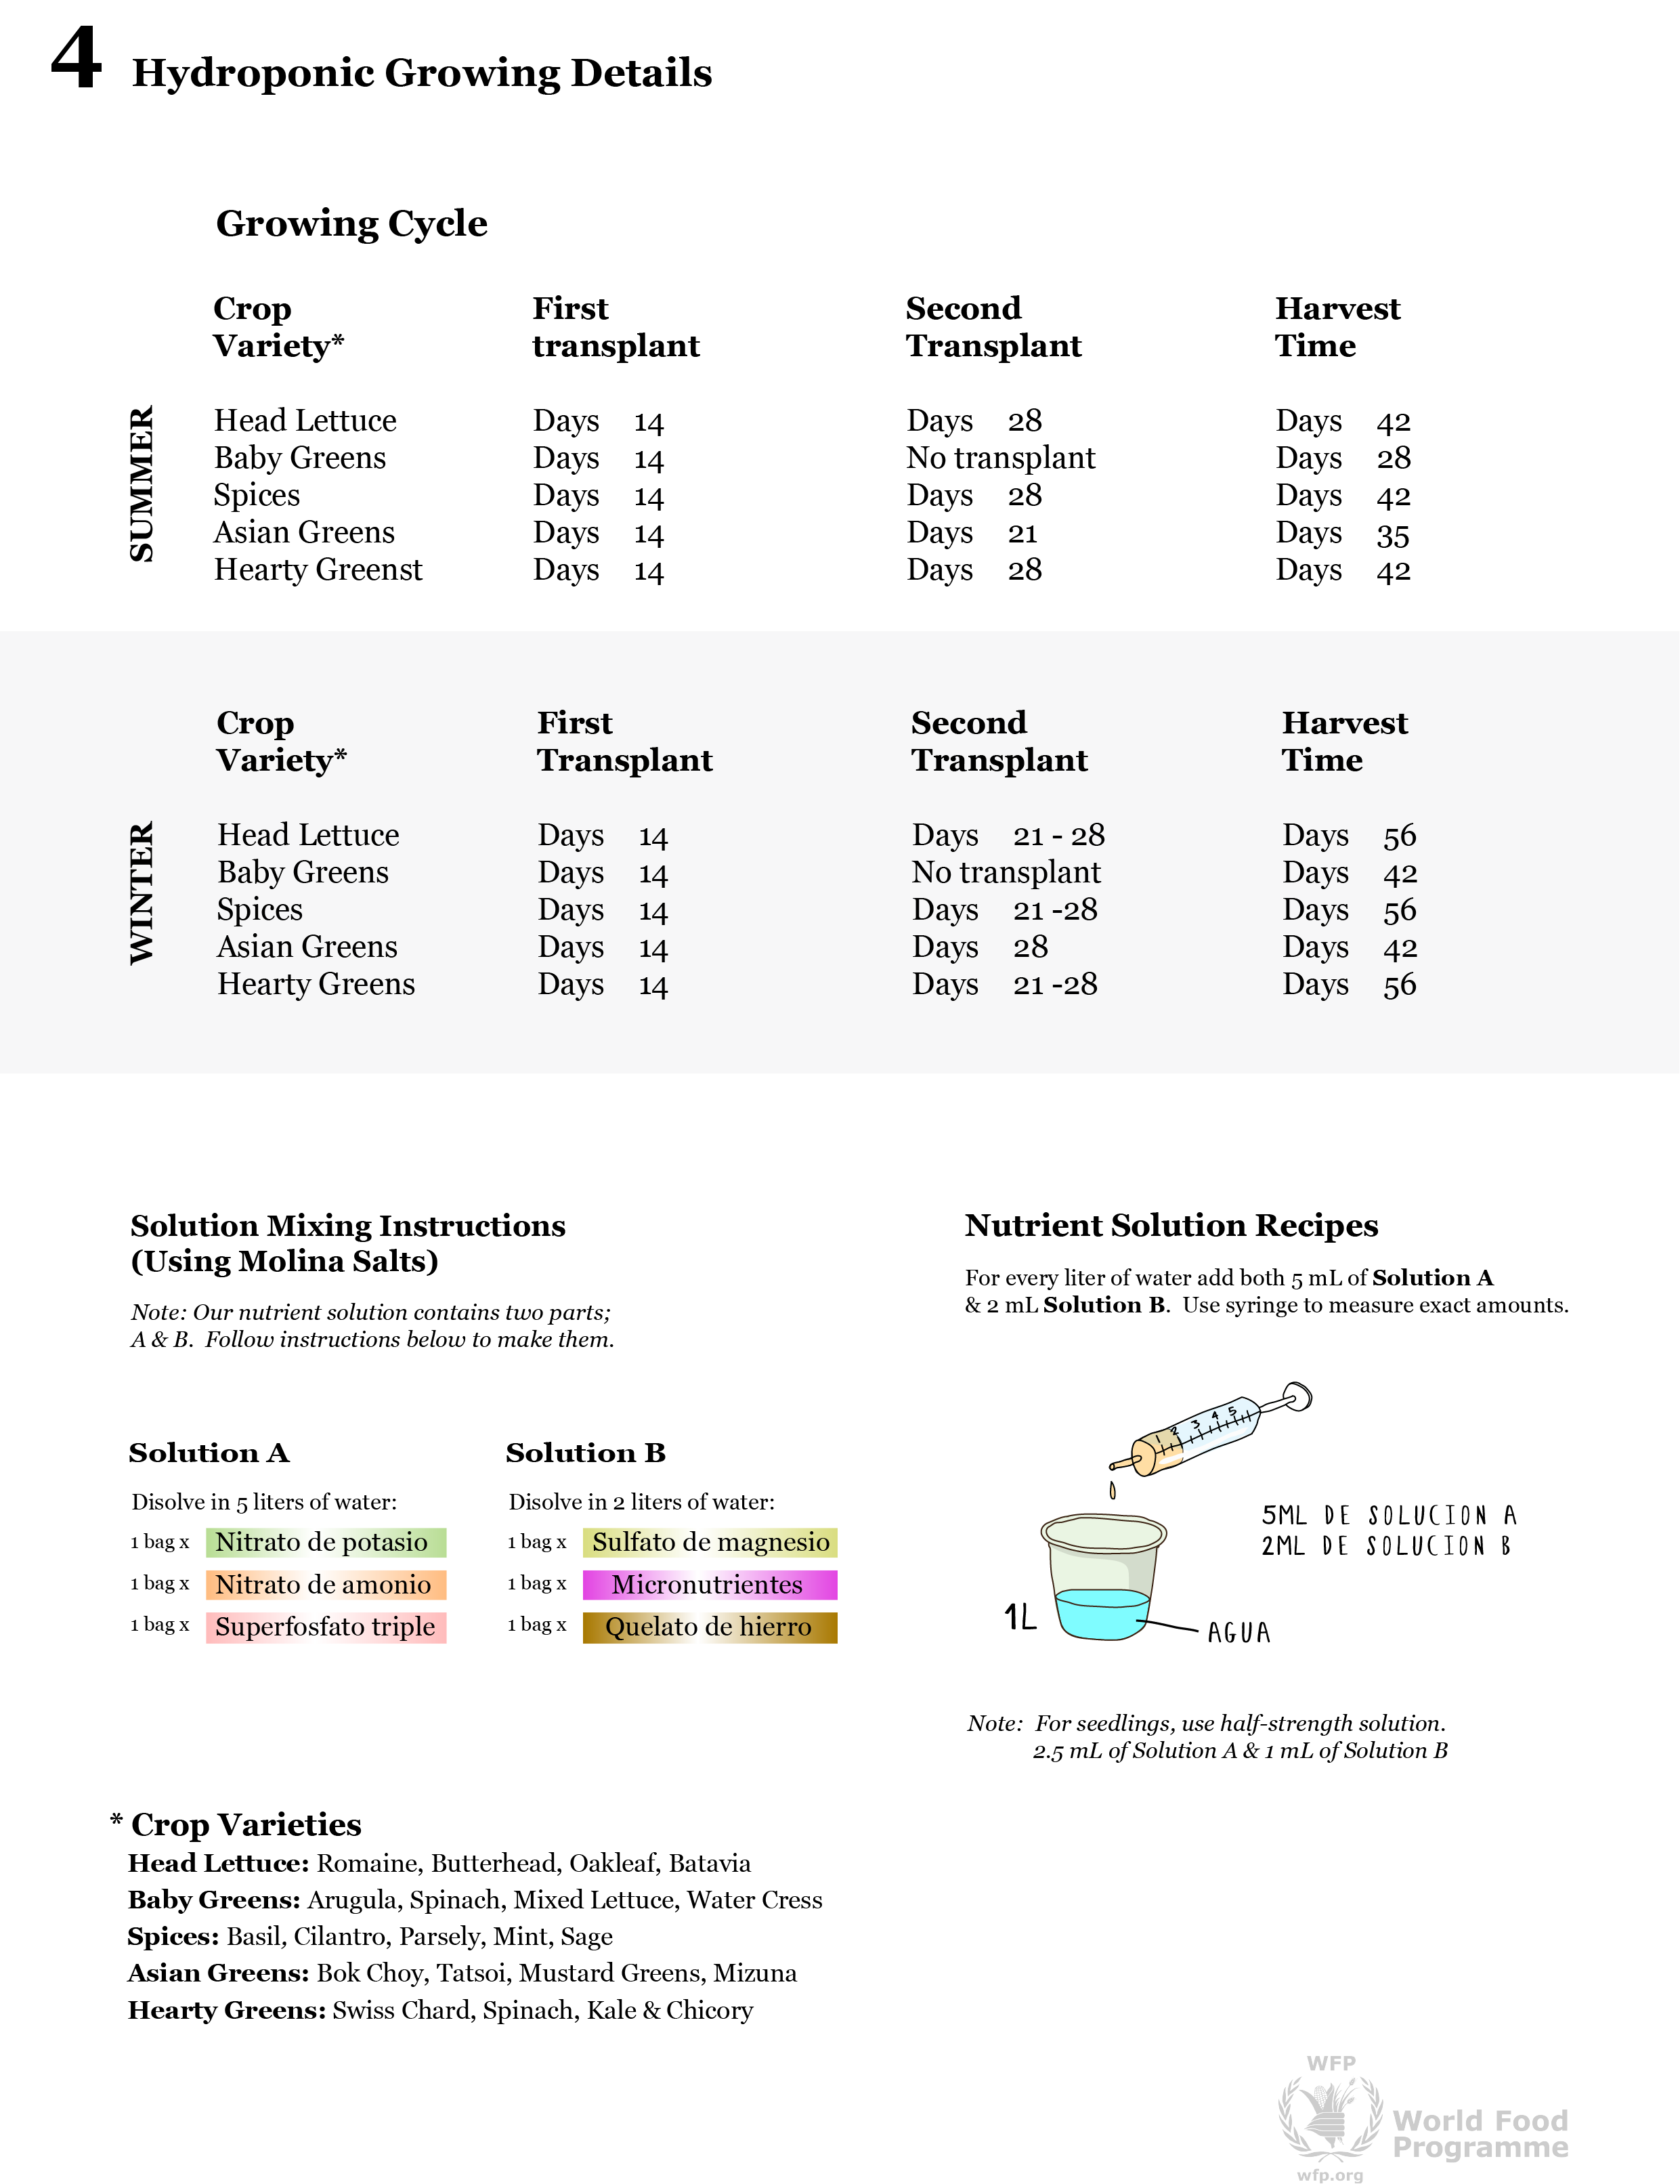 4 Hydroponic Growing Details
Growing Cycle
Crop Variety* First transplant Second Transplant Harvest Time
SUMMER
Head Lettuce Days 14 Days 28 Days 42
Baby Greens Days 14 No transplant Days 28
Spices Days 14 Days 28 Days 42
Asian Greens Days 14 Days 21 Days 35
Hearty Greenst Days 14 Days 28 Days 42
Crop Variety* First Transplant Second Transplant Harvest Time
WINTER
Head Lettuce Days 14 Days 21 - 28 Days 56
Baby Greens Days 14 No transplant Days 42
Spices Days 14 Days 21 -28 Days 56
Asian Greens Days 14 Days 28 Days 42
Hearty Greens Days 14 Days 21 -28 Days 56
Solution Mixing Instructions
(Using Molina Salts)
Note: Our nutrient solution contains two parts;
A & B. Follow instructions below to make them.
Solution A
Disolve in 5 liters of water:
1 bag x Nitrato de potasio
1 bag x Nitrato de amonio
1 bag x Superfosfato triple
Solution B
Disolve in 2 liters of water:
1 bag x Sulfato de magnesio
1 bag x Micronutrientes
1 bag x Quelato de hierro
Nutrient Solution Recipes
For every liter of water add both 5 mL of Solution A
& 2 mL Solution B. Use syringe to measure exact amounts.
1 2 3 4 5
5ML DE SOLUCION A
2ML DE SOLUCION B
1L
AGUA
Note: For seedlings, use half-strength solution.
2.5 mL of Solution A & 1 mL of Solution B
* Crop Varieties
Head Lettuce: Romaine, Butterhead, Oakleaf, Batavia
Baby Greens: Arugula, Spinach, Mixed Lettuce, Water Cress
Spices: Basil, Cilantro, Parsely, Mint, Sage
Asian Greens: Bok Choy, Tatsoi, Mustard Greens, Mizuna
Hearty Greens: Swiss Chard, Spinach, Kale & Chicory
WFP
World Food
Programme
wfp.org